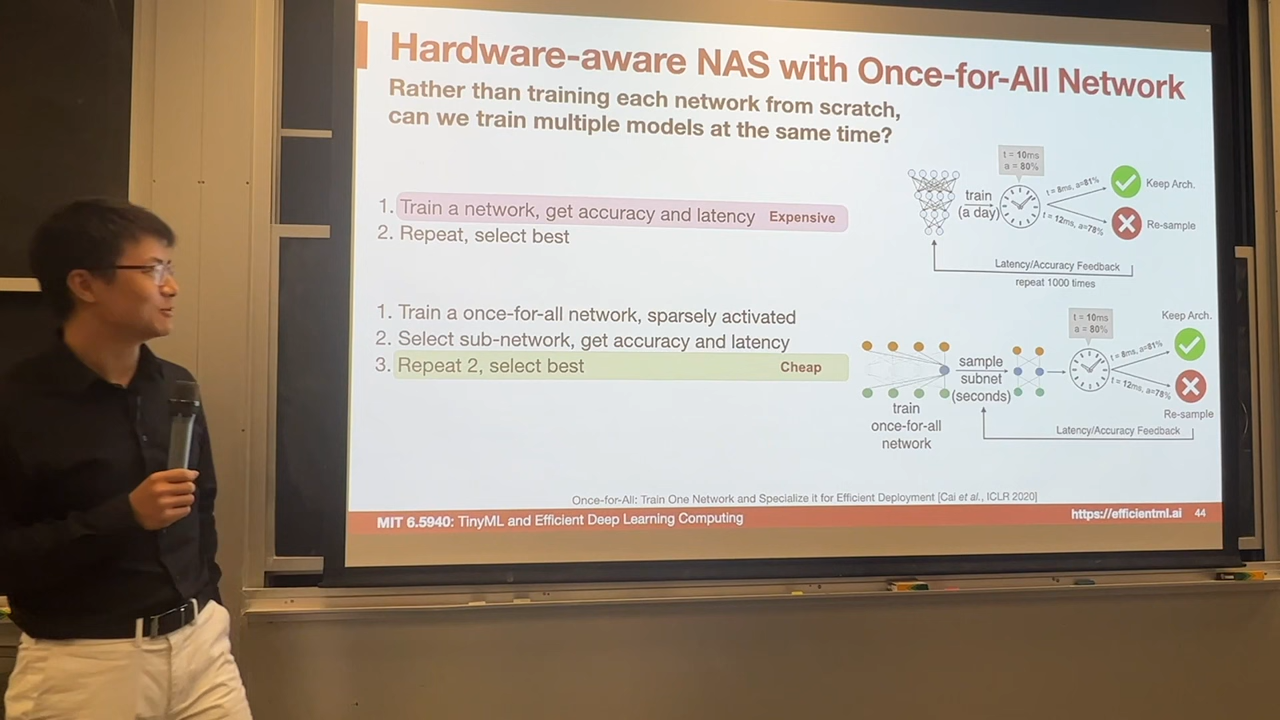 Hardware-aware NAS with Once-for-All Network
Rather than training each network from scratch,
can we train multiple models at the same time?
1. Train a network, get accuracy and latency Expensive
2. Repeat, select best
t = 10ms
a = 80%
train
(a day)
t = 8ms, a=81%
t = 12ms, a=78%
Keep Arch.
Re-sample
Latency/Accuracy Feedback
repeat 1000 times
1. Train a once-for-all network, sparsely activated
2. Select sub-network, get accuracy and latency
3. Repeat 2, select best Cheap
train
once-for-all
network
sample
subnet
(seconds)
t = 10ms
a = 80%
t = 8ms, a=81%
t = 12ms, a=78%
Keep Arch.
Re-sample
Latency/Accuracy Feedback
Once-for-All: Train One Network and Specialize it for Efficient Deployment [Cai et al., ICLR 2020]
MIT 6.5940: TinyML and Efficient Deep Learning Computing
https://efficientml.ai 44